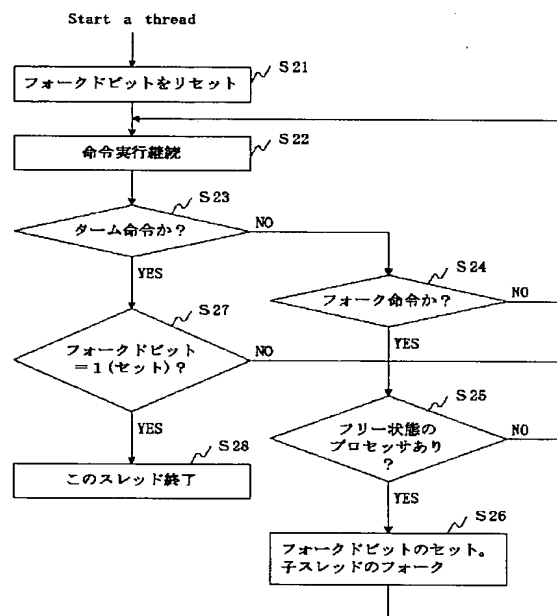 Start a thread
フォークドビットをリセット
S21
命令実行継続
S22
S23
ターム命令か?
NO
YES
S24
フォーク命令か?
NO
YES
S27
フォークドビット
=1(セット)?
NO
YES
S25
フリー状態の
プロセッサあり
?
NO
YES
S28
このスレッド終了
S26
フォークドビットのセット。
子スレッドのフォーク